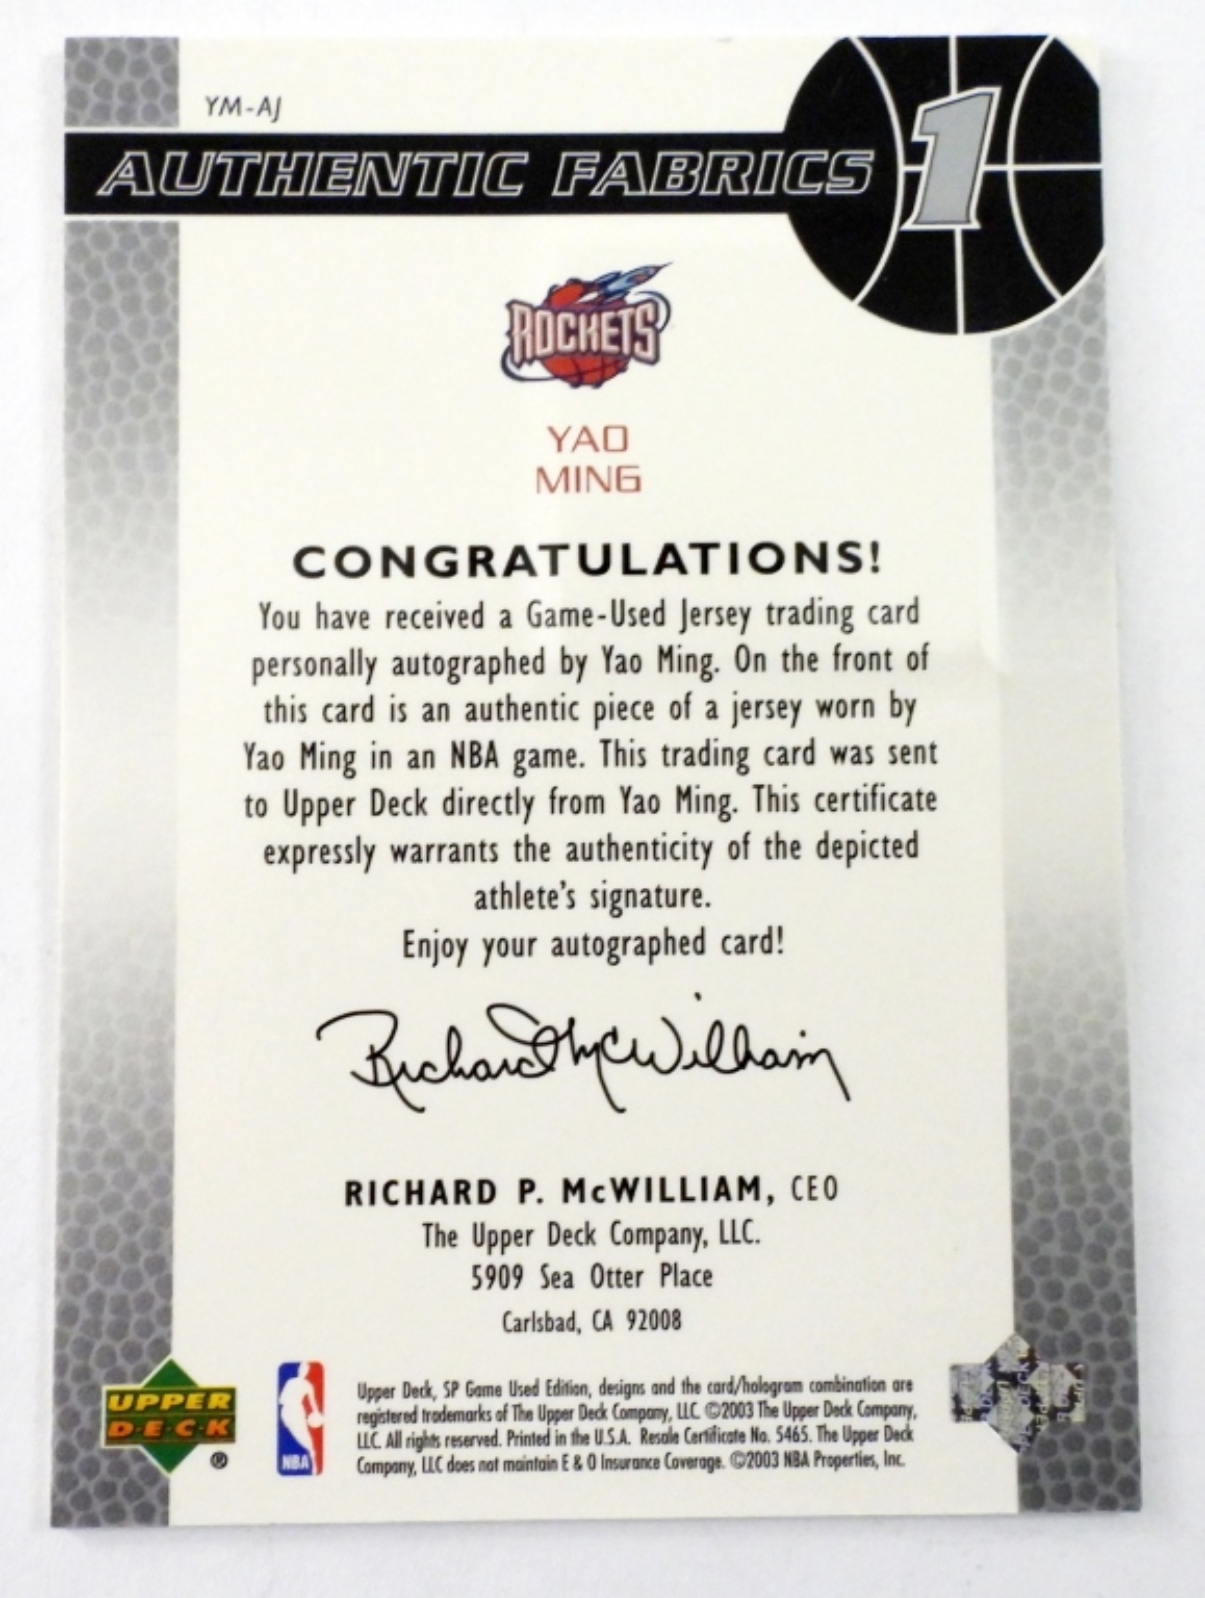 YM-AJ
AUTHENTIC FABRICS
1
ROCKETS
YAO
MING
CONGRATULATIONS!
You have received a Game-Used Jersey trading card
personally autographed by Yao Ming. On the front of
this card is an authentic piece of a jersey worn by
Yao Ming in an NBA game. This trading card was sent
to Upper Deck directly from Yao Ming. This certificate
expressly warrants the authenticity of the depicted
athlete's signature.
Enjoy your autographed card!
Richard McWilliam
RICHARD P. McWILLIAM, CEO
The Upper Deck Company, LLC.
5909 Sea Otter Place
Carlsbad, CA 92008
UPPER
D·E·C·K
®
NBA
Upper Deck, SP Game Used Edition, designs and the card/hologram combination are
registered trademarks of The Upper Deck Company, LLC. ©2003 The Upper Deck Company,
LLC. All rights reserved. Printed in the U.S.A. Resale Certificate No. 5465. The Upper Deck
Company, LLC does not maintain E & O Insurance Coverage. ©2003 NBA Properties, Inc.